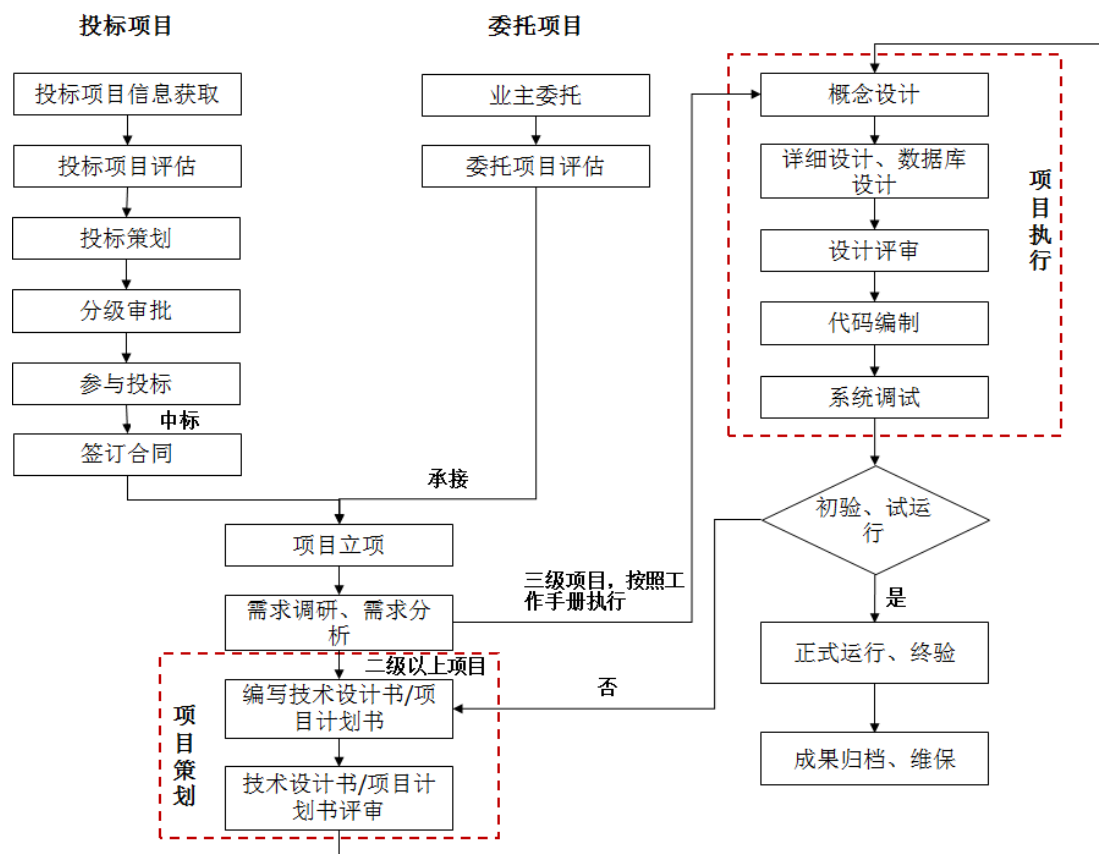 投标项目
投标项目信息获取
投标项目评估
投标策划
分级审批
参与投标
中标
签订合同
委托项目
业主委托
委托项目评估
承接
项目立项
需求调研、需求分
析
三级项目，按照工
作手册执行
二级以上项目
项目策划
编写技术设计书/项
目计划书
技术设计书/项目计
划书评审
项目执行
概念设计
详细设计、数据库
设计
设计评审
代码编制
系统调试
初验、试运
行
否
是
正式运行、终验
成果归档、维保